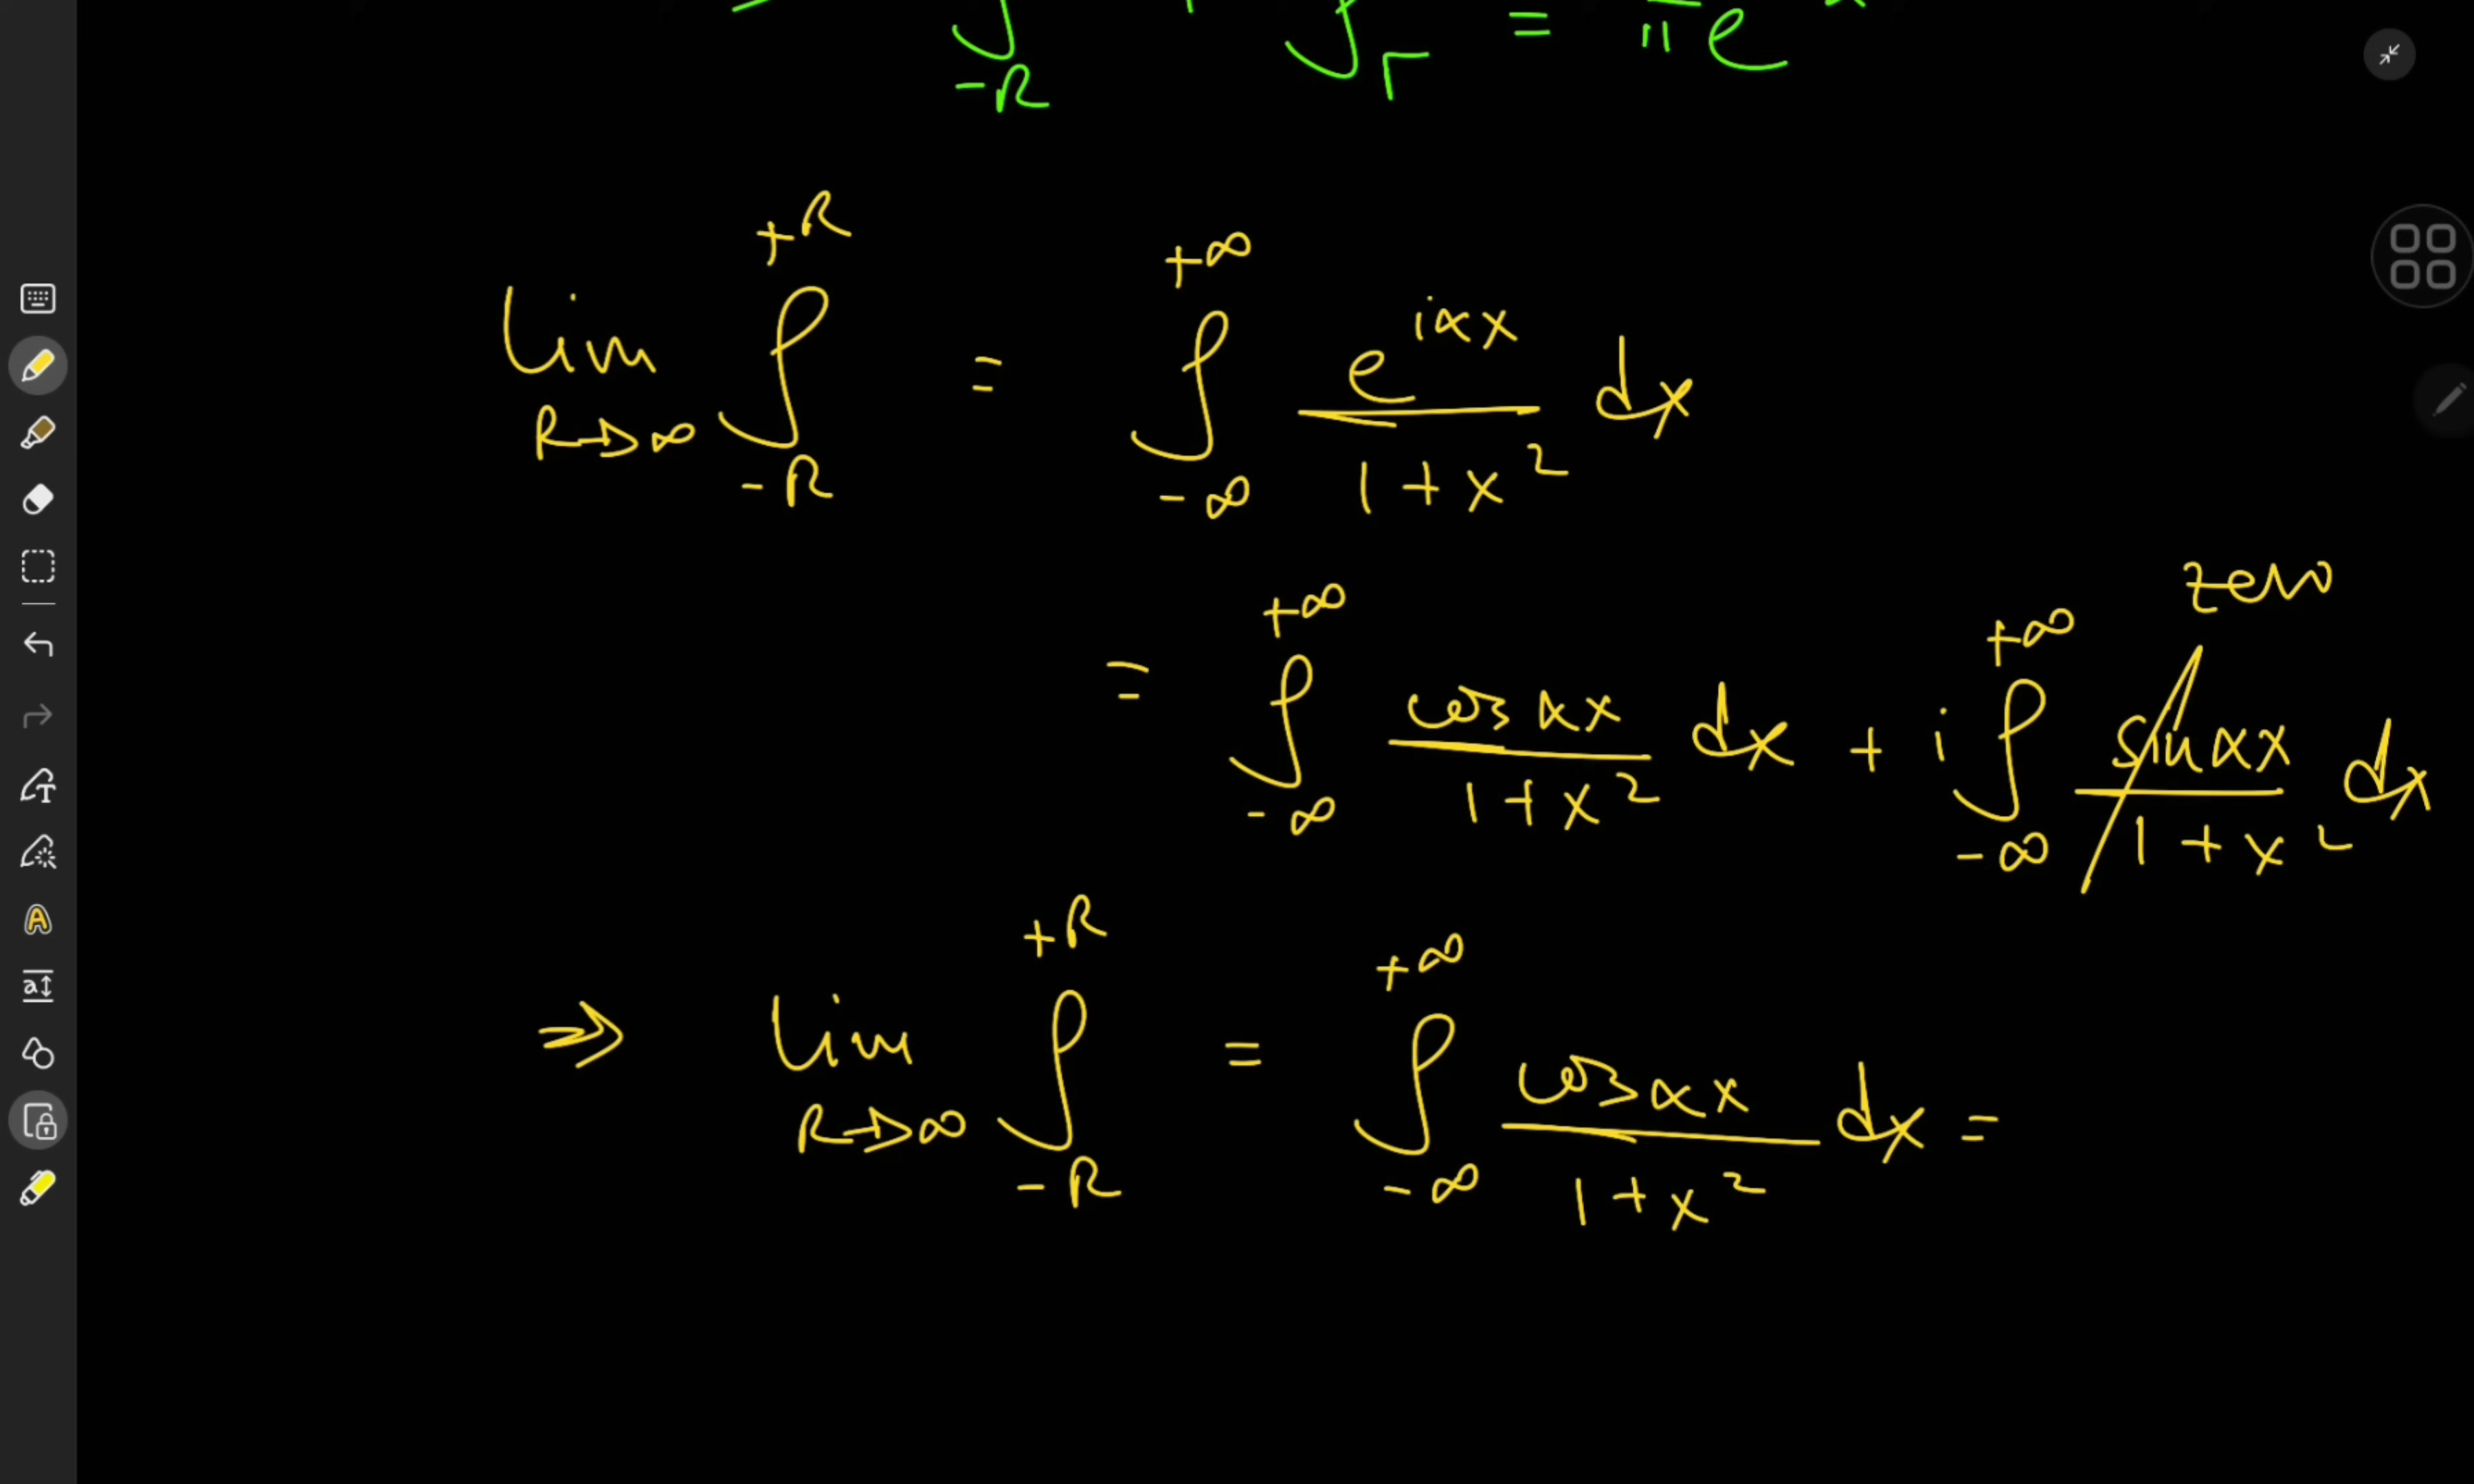 ∫_{-R} + ∫_Γ = π e
lim_{R→∞} ∫_{-R}^{+R} = ∫_{-∞}^{+∞} e^{iαx}/(1+x²) dx
zero
= ∫_{-∞}^{+∞} cos αx/(1+x²) dx + i ∫_{-∞}^{+∞} sin αx/(1+x²) dx
⇒ lim_{R→∞} ∫_{-R}^{+R} = ∫_{-∞}^{+∞} cos αx/(1+x²) dx =